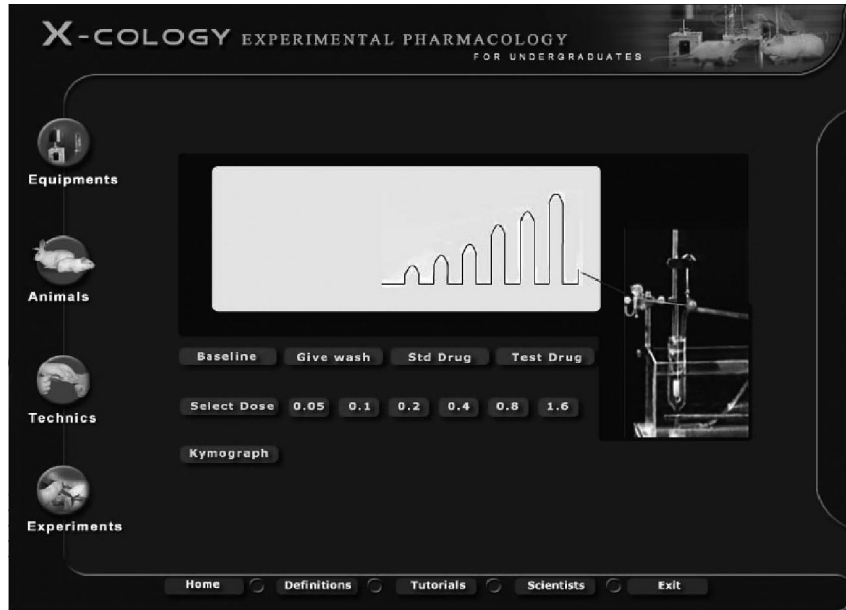 X-COLOGY EXPERIMENTAL PHARMACOLOGY
FOR UNDERGRADUATES
Equipments
Animals
Technics
Experiments
Baseline Give wash Std Drug Test Drug
Select Dose 0.05 0.1 0.2 0.4 0.8 1.6
Kymograph
Home Definitions Tutorials Scientists Exit